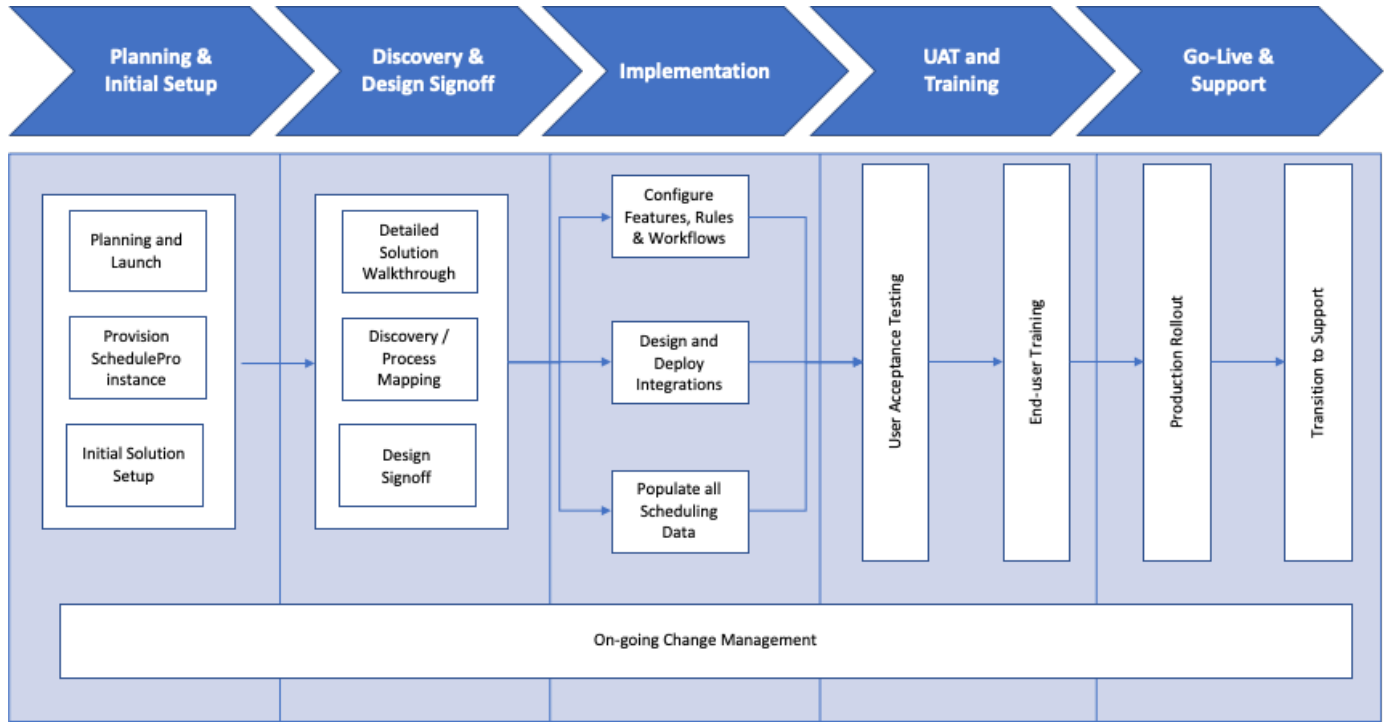 Planning &
Initial Setup
Discovery &
Design Signoff
Implementation
UAT and
Training
Go-Live &
Support
Planning and
Launch
Provision
SchedulePro
instance
Initial Solution
Setup
Detailed
Solution
Walkthrough
Discovery /
Process
Mapping
Design
Signoff
Configure
Features, Rules
& Workflows
Design and
Deploy
Integrations
Populate all
Scheduling
Data
User Acceptance Testing
End-user Training
Production Rollout
Transition to Support
On-going Change Management